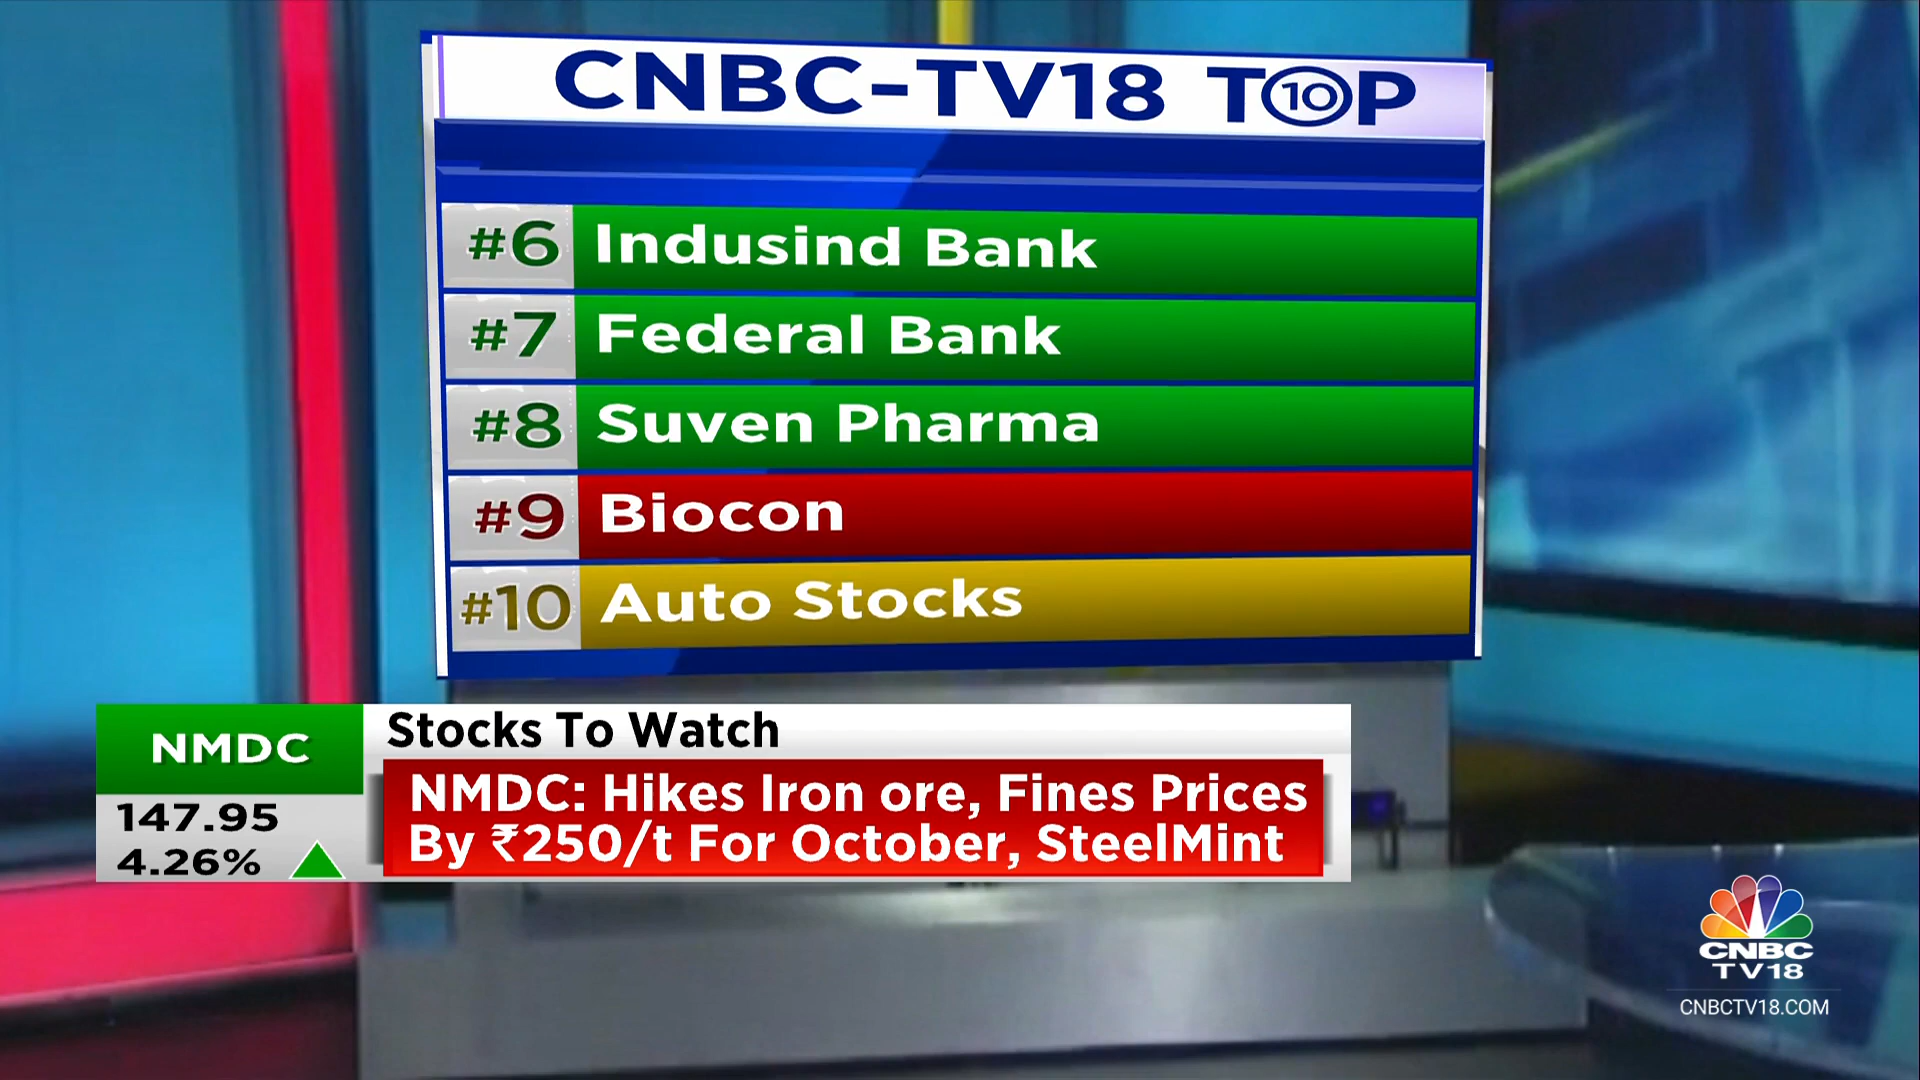 CNBC-TV18 T10P
#6 Indusind Bank
#7 Federal Bank
#8 Suven Pharma
#9 Biocon
#10 Auto Stocks
NMDC
147.95
4.26%
Stocks To Watch
NMDC: Hikes Iron ore, Fines Prices
By ₹250/t For October, SteelMint
CNBC
TV18
CNBCTV18.COM